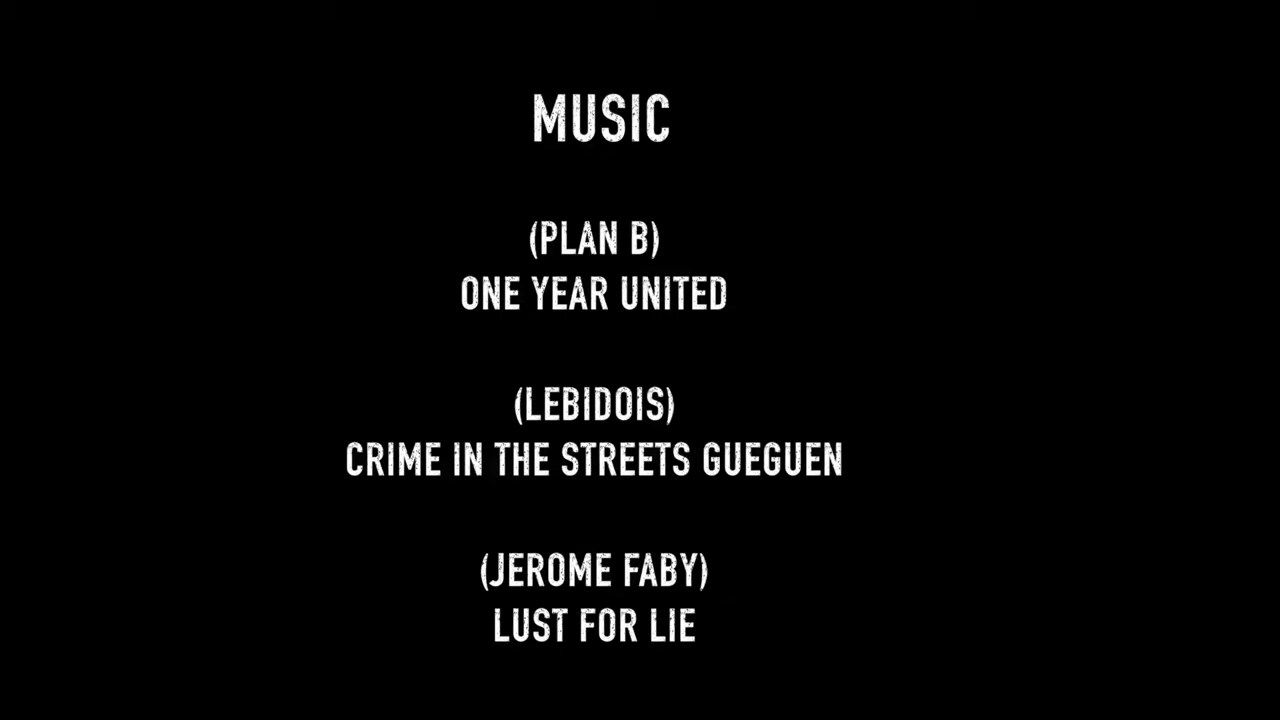 MUSIC
(PLAN B)
ONE YEAR UNITED
(LEBIDOIS)
CRIME IN THE STREETS GUEGUEN
(JEROME FABY)
LUST FOR LIE